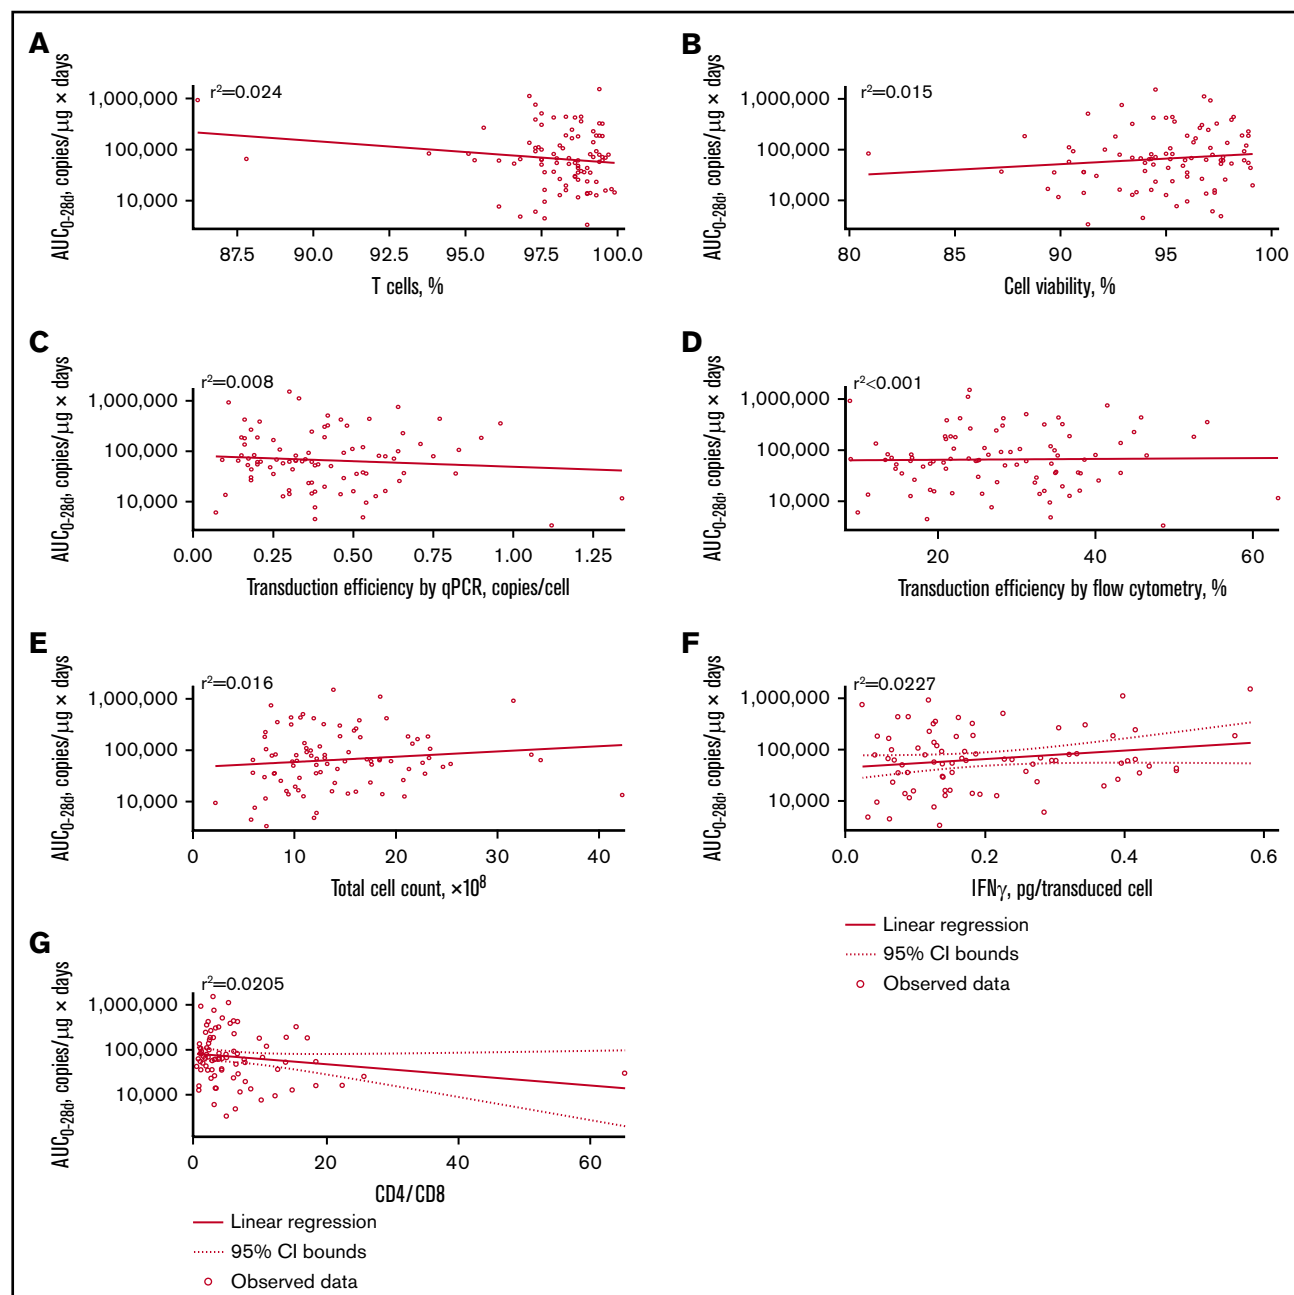 A
AUC0-28d, copies/μg × days
r²=0.024
1,000,000
100,000
10,000
87.5 90.0 92.5 95.0 97.5 100.0
T cells, %
B
AUC0-28d, copies/μg × days
r²=0.015
1,000,000
100,000
10,000
80 85 90 95 100
Cell viability, %
C
AUC0-28d, copies/μg × days
r²=0.008
1,000,000
100,000
10,000
0.00 0.25 0.50 0.75 1.00 1.25
Transduction efficiency by qPCR, copies/cell
D
AUC0-28d, copies/μg × days
r²<0.001
1,000,000
100,000
10,000
20 40 60
Transduction efficiency by flow cytometry, %
E
AUC0-28d, copies/μg × days
r²=0.016
1,000,000
100,000
10,000
0 10 20 30 40
Total cell count, ×10⁸
F
AUC0-28d, copies/μg × days
r²=0.0227
1,000,000
100,000
10,000
0.0 0.2 0.4 0.6
IFNγ, pg/transduced cell
Linear regression
95% CI bounds
Observed data
G
AUC0-28d, copies/μg × days
r²=0.0205
1,000,000
100,000
10,000
0 20 40 60
CD4/CD8
Linear regression
95% CI bounds
Observed data